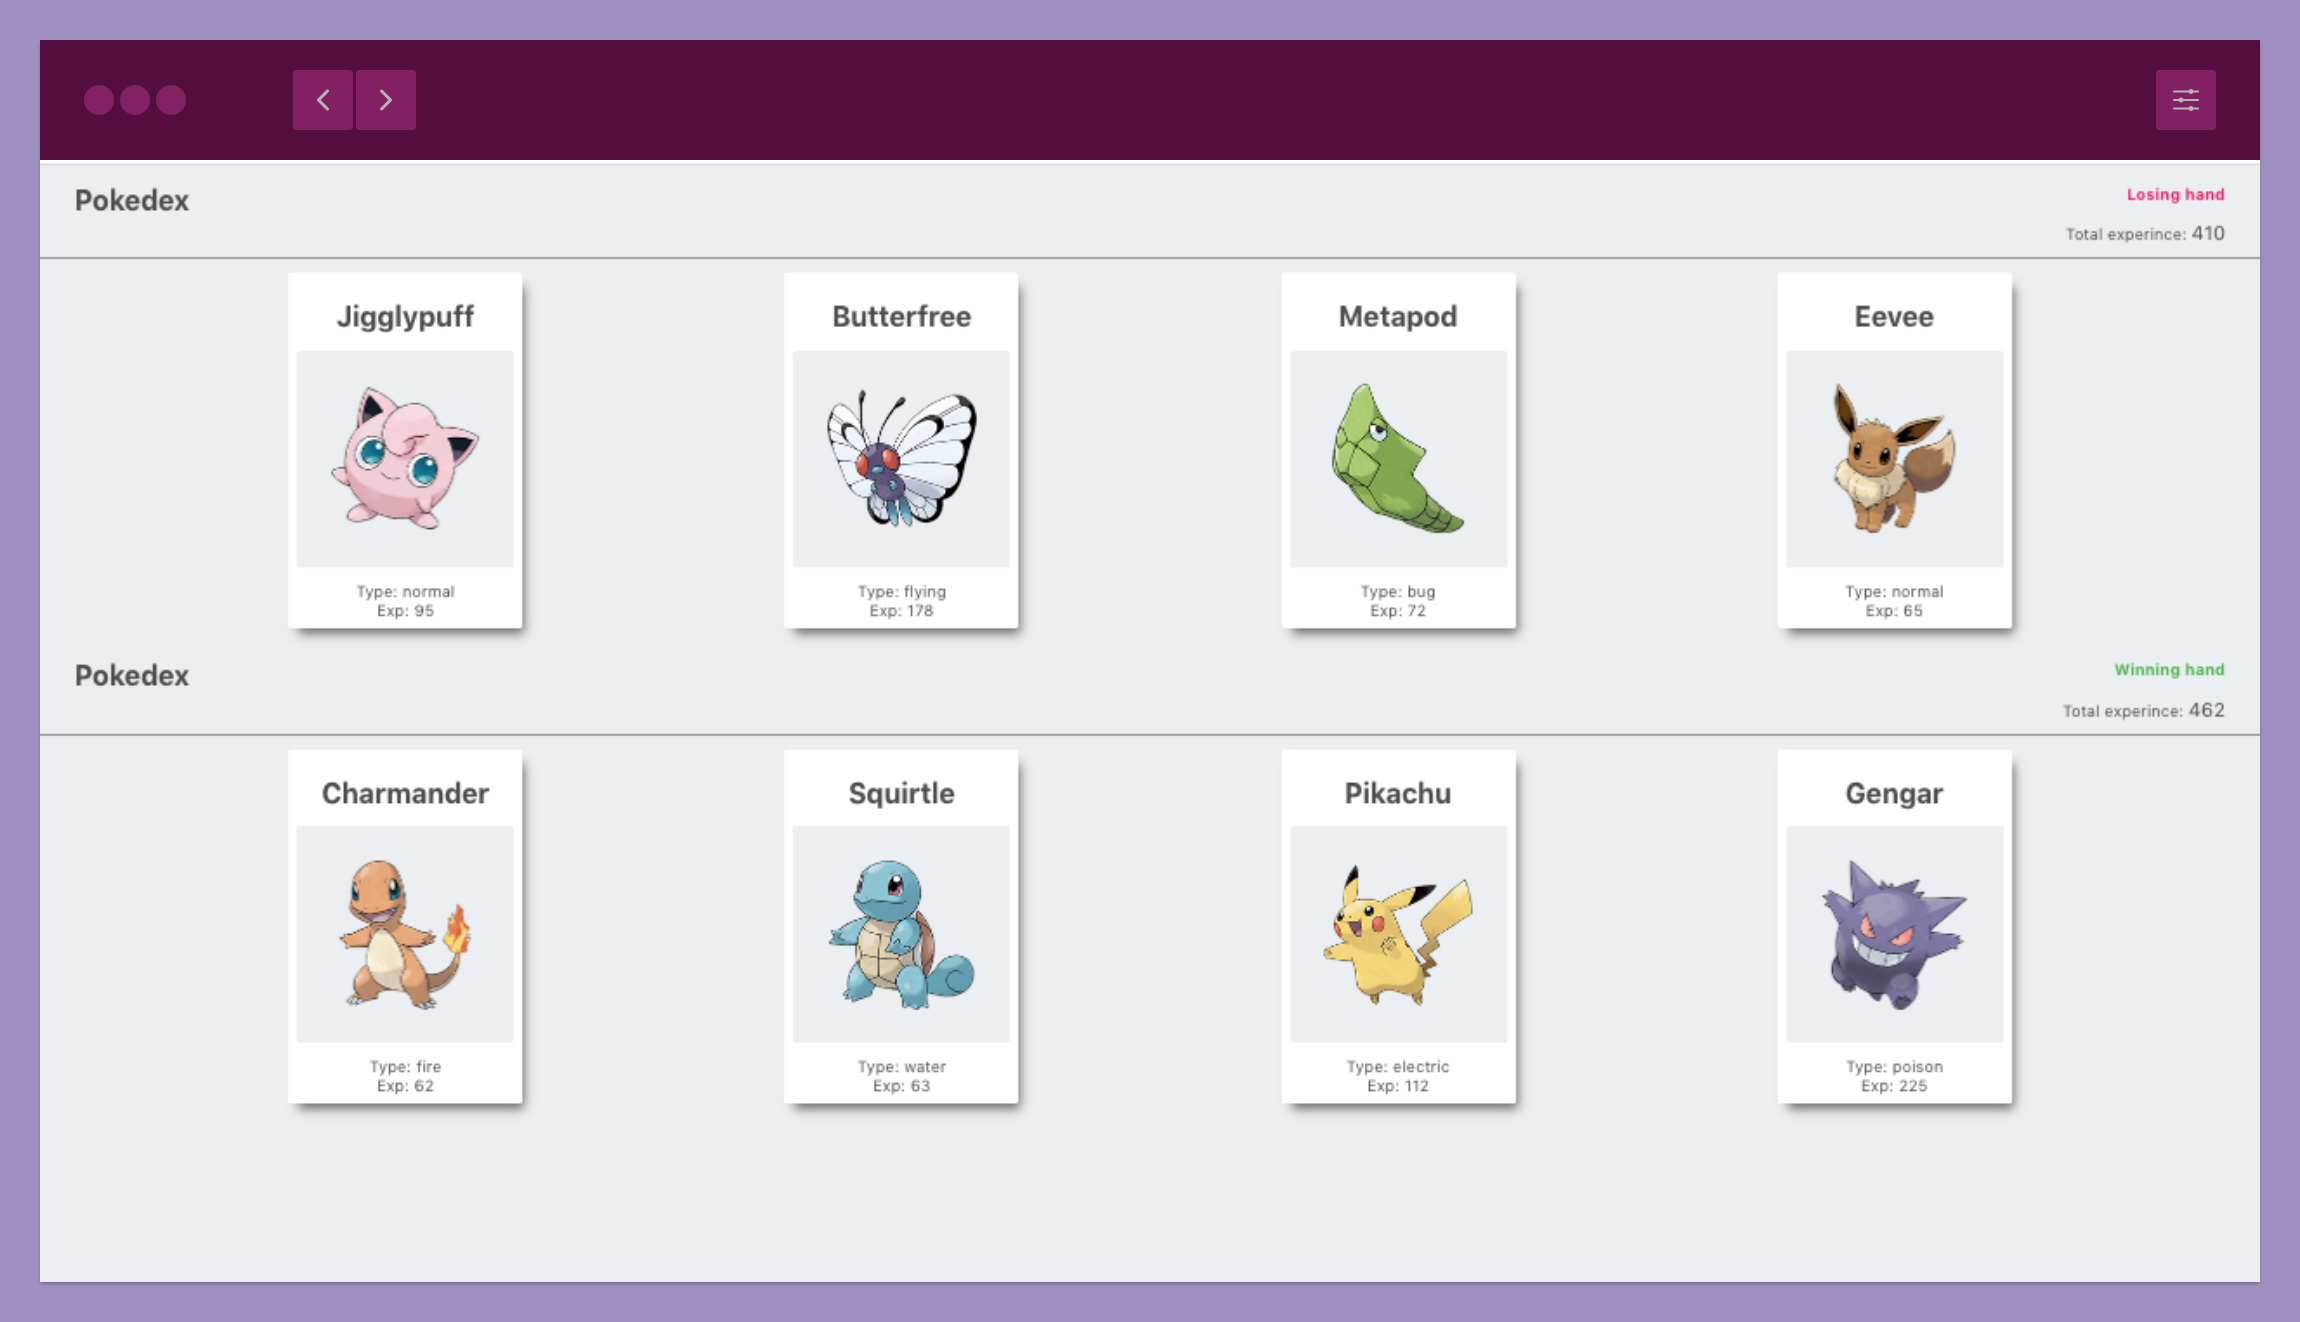 Pokedex
Losing hand
Total experince: 410
Jigglypuff
Type: normal
Exp: 95
Butterfree
Type: flying
Exp: 178
Metapod
Type: bug
Exp: 72
Eevee
Type: normal
Exp: 65
Pokedex
Winning hand
Total experince: 462
Charmander
Type: fire
Exp: 62
Squirtle
Type: water
Exp: 63
Pikachu
Type: electric
Exp: 112
Gengar
Type: poison
Exp: 225